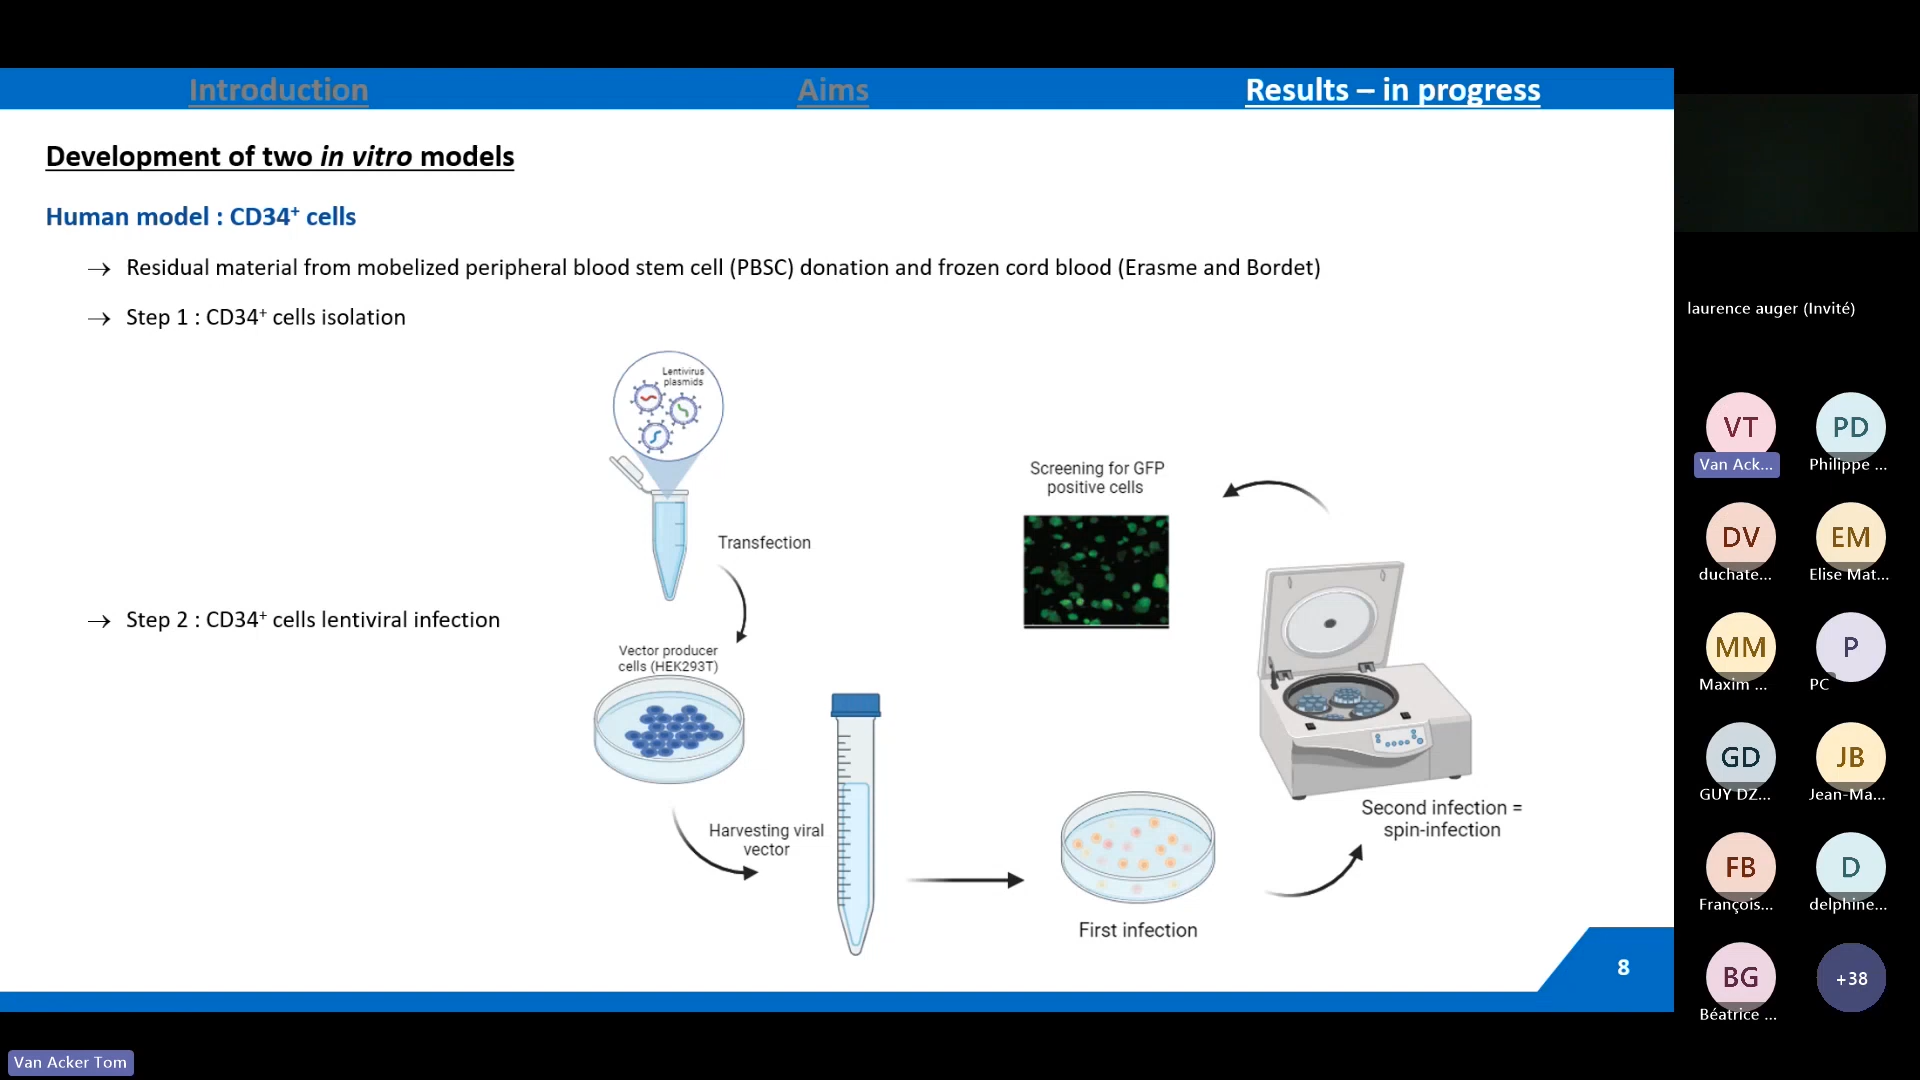 Introduction
Aims
Results – in progress
Development of two in vitro models
Human model : CD34+ cells
→ Residual material from mobelized peripheral blood stem cell (PBSC) donation and frozen cord blood (Erasme and Bordet)
→ Step 1 : CD34+ cells isolation
Lentivirus
plasmids
Transfection
Screening for GFP
positive cells
→ Step 2 : CD34+ cells lentiviral infection
Vector producer
cells (HEK293T)
Harvesting viral
vector
First infection
Second infection =
spin-infection
8
laurence auger (Invité)
VT
Van Ack...
PD
Philippe ...
DV
duchate...
EM
Elise Mat...
MM
Maxim ...
P
PC
GD
GUY DZ...
JB
Jean-Ma...
FB
François...
D
delphine...
BG
Béatrice ...
+38
Van Acker Tom